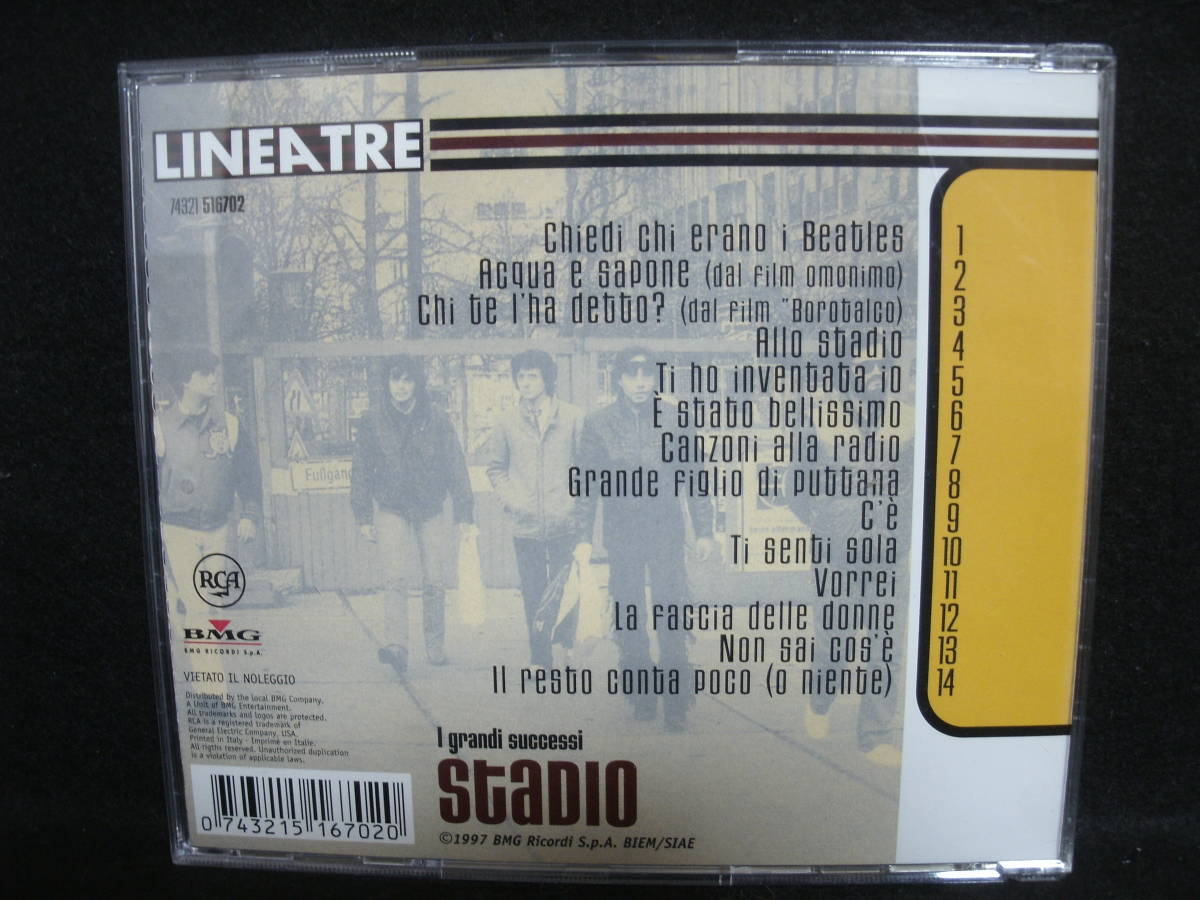 LINEATRE
74321 516702
Chiedi chi erano i Beatles 1
Acqua e sapone (dal film omonimo) 2
Chi te l'ha detto? (dal film "Borotalco) 3
Allo stadio 4
Ti ho inventata io 5
È stato bellissimo 6
Canzoni alla radio 7
Grande figlio di puttana 8
C'è 9
Ti senti sola 10
Vorrei 11
La faccia delle donne 12
Non sai cos'è 13
Il resto conta poco (o niente) 14
Fußgäng
RCA
BMG
BMG RICORDI S.p.A.
VIETATO IL NOLEGGIO
Distributed by the local BMG Company.
A Unit of BMG Entertainment.
All trademarks and logos are protected.
RCA is a registered trademark of
General Electric Company, USA.
Printed in Italy - Imprimé en Italie.
All rigths reserved. Unauthorized duplication
is a violation of applicable laws.
0 743215 167020
I grandi successi
STADIO
©1997 BMG Ricordi S.p.A. BIEM/SIAE